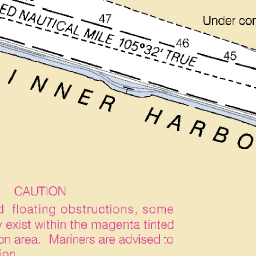 47
46
45
Under con
ED NAUTICAL MILE 105°32' TRUE
INNER HARBO
CAUTION
d floating obstructions, some
y exist within the magenta tinted
on area. Mariners are advised to
ion.